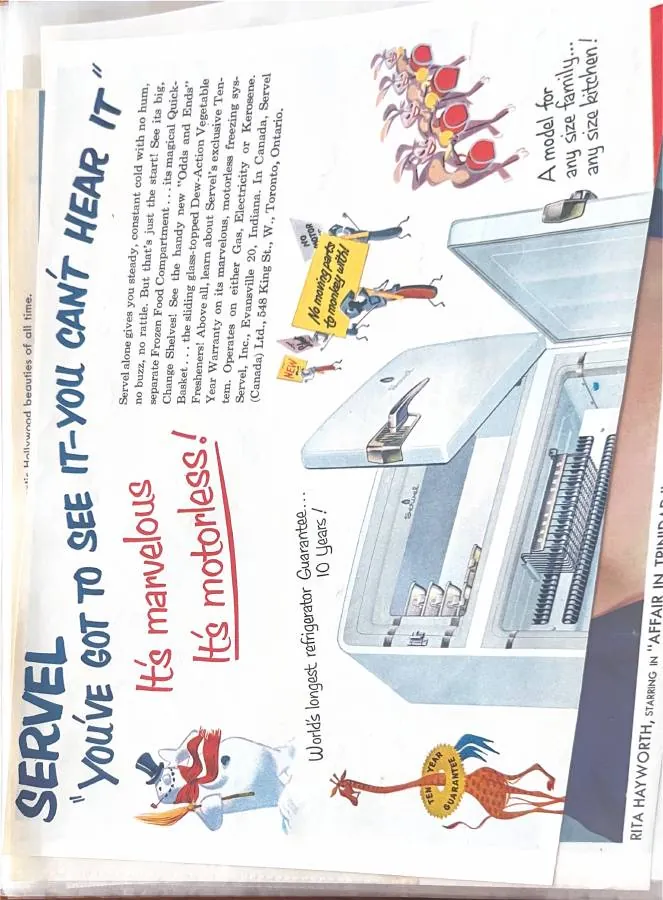 Hollywood beauties of all time.
SERVEL
"YOU'VE GOT TO SEE IT-YOU CAN'T HEAR IT"
It's marvelous
It's motorless!
Servel alone gives you steady, constant cold with no hum,
no buzz, no rattle. But that's just the start! See its big,
separate Frozen Food Compartment...its magical Quick-
Change Shelves! See the handy new "Odds and Ends"
Basket...the sliding glass-topped Dew-Action Vegetable
Fresheners! Above all, learn about Servel's exclusive Ten-
Year Warranty on its marvelous, motorless freezing sys-
tem. Operates on either Gas, Electricity or Kerosene.
Servel, Inc., Evansville 20, Indiana. In Canada, Servel
(Canada) Ltd., 548 King St., W., Toronto, Ontario.
NEW
No moving parts
to monkey with!
NO
MOTOR
World's longest refrigerator Guarantee...
10 Years!
A model for
any size family...
any size kitchen!
TEN YEAR
GUARANTEE
Servel
RITA HAYWORTH, STARRING IN "AFFAIR IN TRINIDAD"